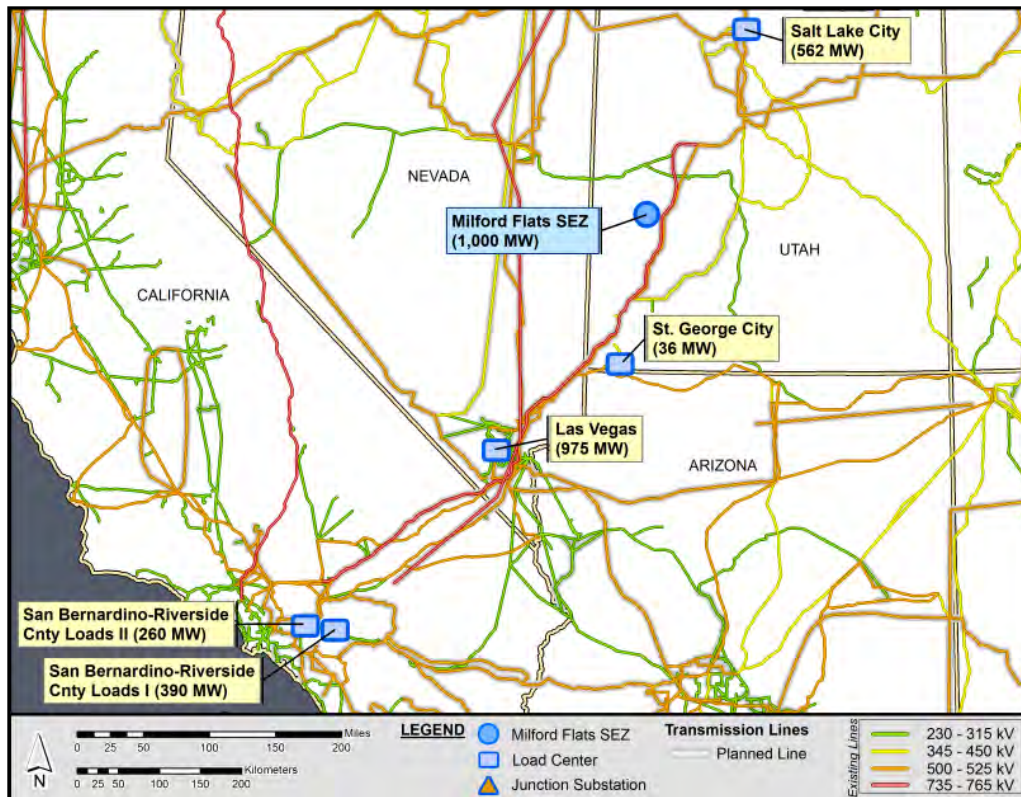 Salt Lake City
(562 MW)
NEVADA
Milford Flats SEZ
(1,000 MW)
UTAH
CALIFORNIA
St. George City
(36 MW)
Las Vegas
(975 MW)
ARIZONA
San Bernardino-Riverside
Cnty Loads II (260 MW)
San Bernardino-Riverside
Cnty Loads I (390 MW)
N
Miles
0 25 50 100 150 200
Kilometers
0 25 50 100 150 200
LEGEND
Milford Flats SEZ
Load Center
Junction Substation
Transmission Lines
Planned Line
Existing Lines
230 - 315 kV
345 - 450 kV
500 - 525 kV
735 - 765 kV